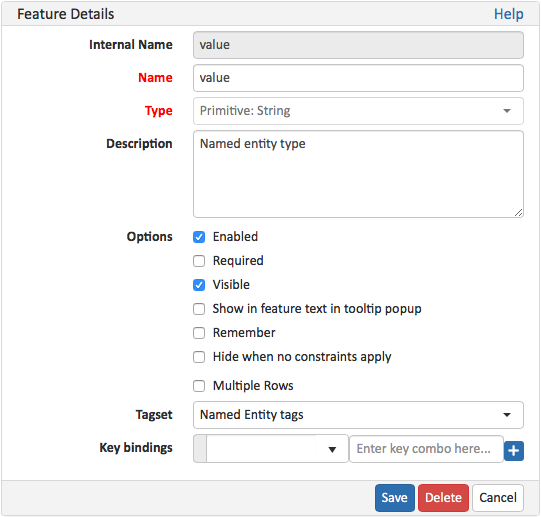 Feature Details Help
Internal Name value
Name value
Type Primitive: String
Description Named entity type
Options Enabled
Required
Visible
Show in feature text in tooltip popup
Remember
Hide when no constraints apply
Multiple Rows
Tagset Named Entity tags
Key bindings Enter key combo here...
Save Delete Cancel